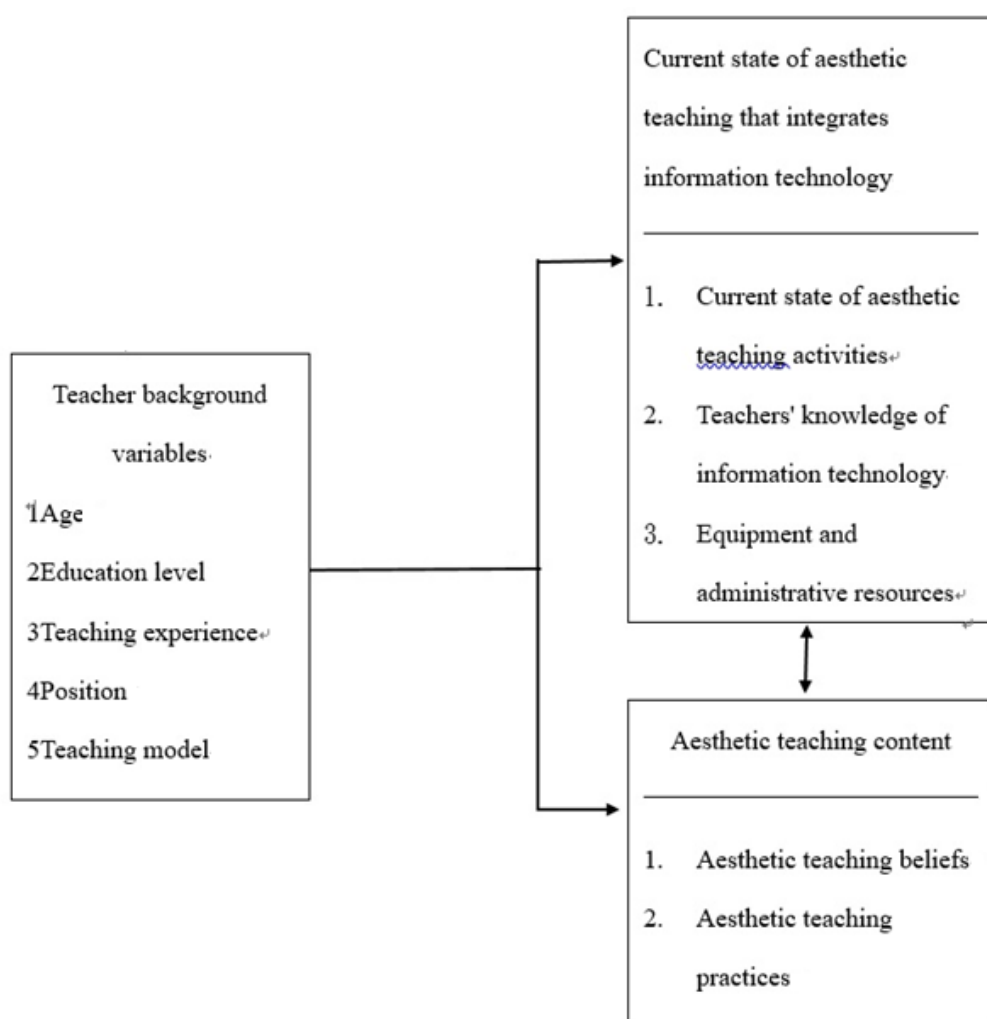 Current state of aesthetic
teaching that integrates
information technology
1. Current state of aesthetic
teaching activities
2. Teachers' knowledge of
information technology
3. Equipment and
administrative resources
Teacher background
variables
1Age
2Education level
3Teaching experience
4Position
5Teaching model
Aesthetic teaching content
1. Aesthetic teaching beliefs
2. Aesthetic teaching
practices